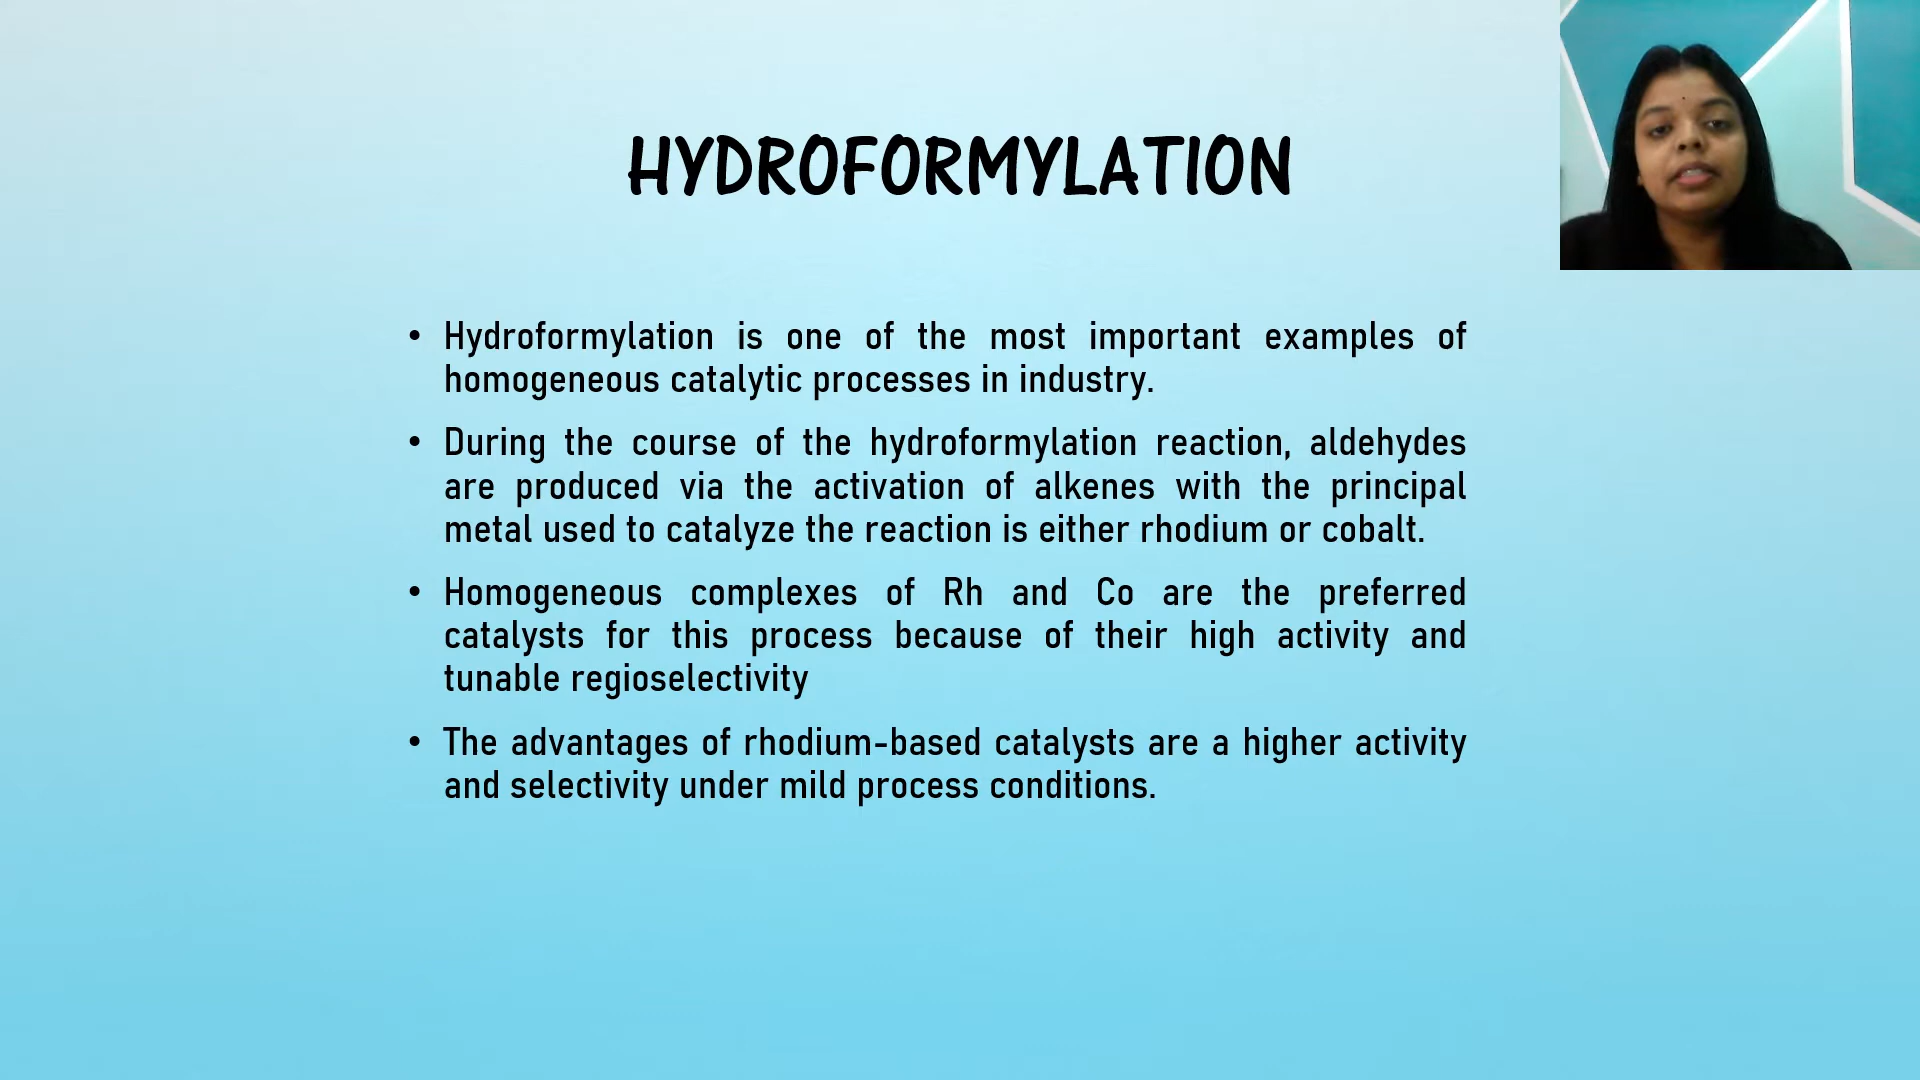 HYDROFORMYLATION
• Hydroformylation is one of the most important examples of
homogeneous catalytic processes in industry.
• During the course of the hydroformylation reaction, aldehydes
are produced via the activation of alkenes with the principal
metal used to catalyze the reaction is either rhodium or cobalt.
• Homogeneous complexes of Rh and Co are the preferred
catalysts for this process because of their high activity and
tunable regioselectivity
• The advantages of rhodium-based catalysts are a higher activity
and selectivity under mild process conditions.